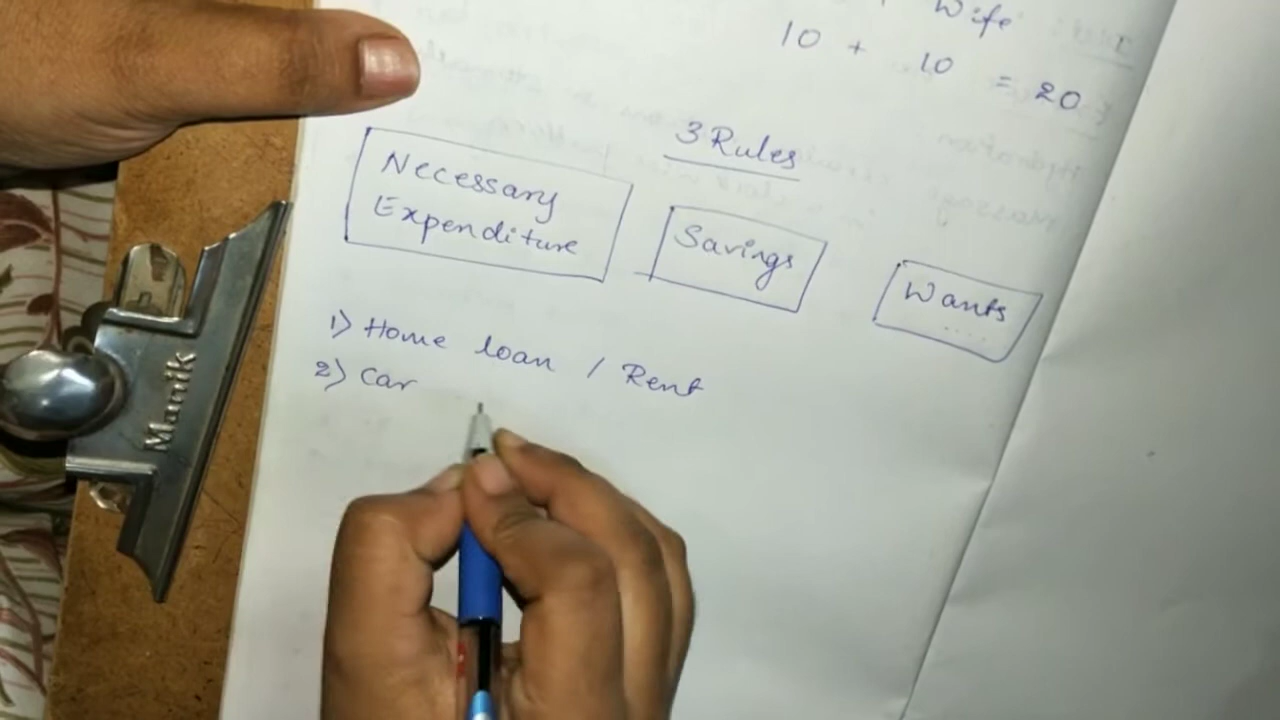 Wife
10 + 10 = 20
3 Rules
Necessary
Expenditure
Savings
Wants
1) Home loan / Rent
2) Car
Manik